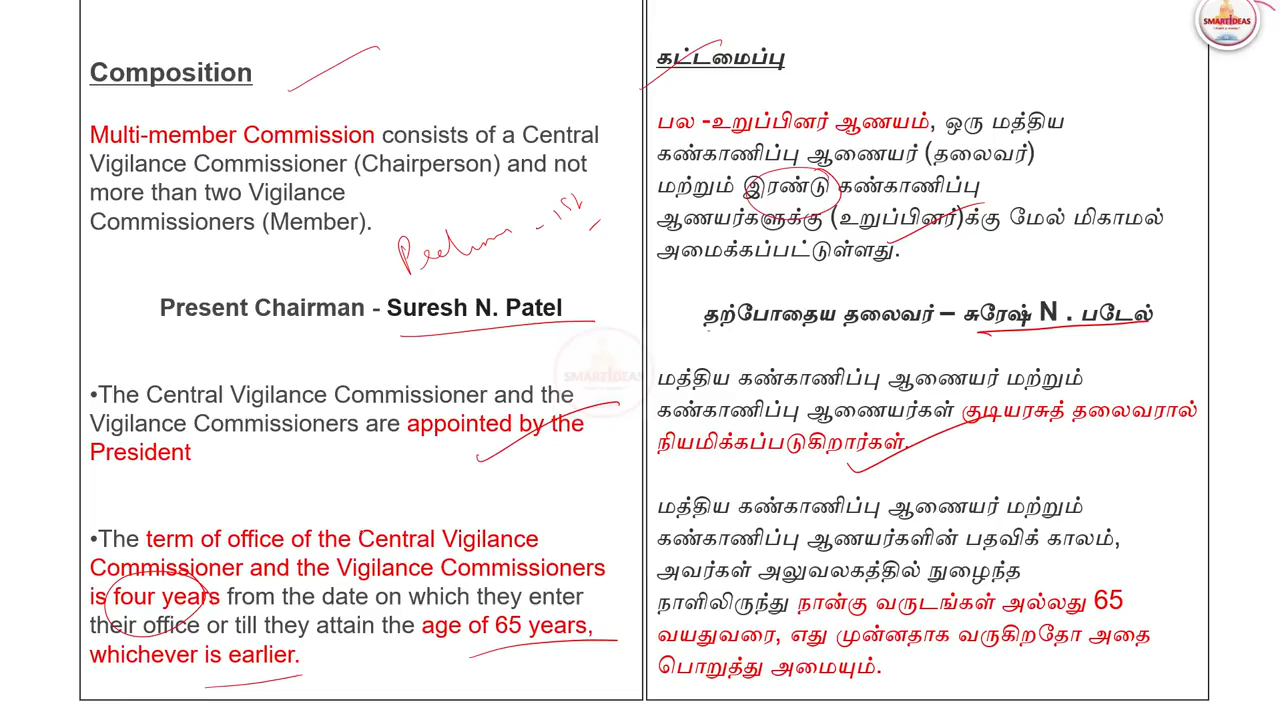 SMARTIDEAS
Composition
Multi-member Commission consists of a Central
Vigilance Commissioner (Chairperson) and not
more than two Vigilance
Commissioners (Member).
Prelims - 1st
Present Chairman - Suresh N. Patel
•The Central Vigilance Commissioner and the
Vigilance Commissioners are appointed by the
President
•The term of office of the Central Vigilance
Commissioner and the Vigilance Commissioners
is four years from the date on which they enter
their office or till they attain the age of 65 years,
whichever is earlier.
கட்டமைப்பு
பல -உறுப்பினர் ஆணயம், ஒரு மத்திய
கண்காணிப்பு ஆணையர் (தலைவர்)
மற்றும் இரண்டு கண்காணிப்பு
ஆணயர்களுக்கு (உறுப்பினர்)க்கு மேல் மிகாமல்
அமைக்கப்பட்டுள்ளது.
தற்போதைய தலைவர் – சுரேஷ் N . படேல்
மத்திய கண்காணிப்பு ஆணையர் மற்றும்
கண்காணிப்பு ஆணயர்கள் குடியரசுத் தலைவரால்
நியமிக்கப்படுகிறார்கள்.
மத்திய கண்காணிப்பு ஆணையர் மற்றும்
கண்காணிப்பு ஆணயர்களின் பதவிக் காலம்,
அவர்கள் அலுவலகத்தில் நுழைந்த
நாளிலிருந்து நான்கு வருடங்கள் அல்லது 65
வயதுவரை, எது முன்னதாக வருகிறதோ அதை
பொறுத்து அமையும்.
SMARTIDEAS